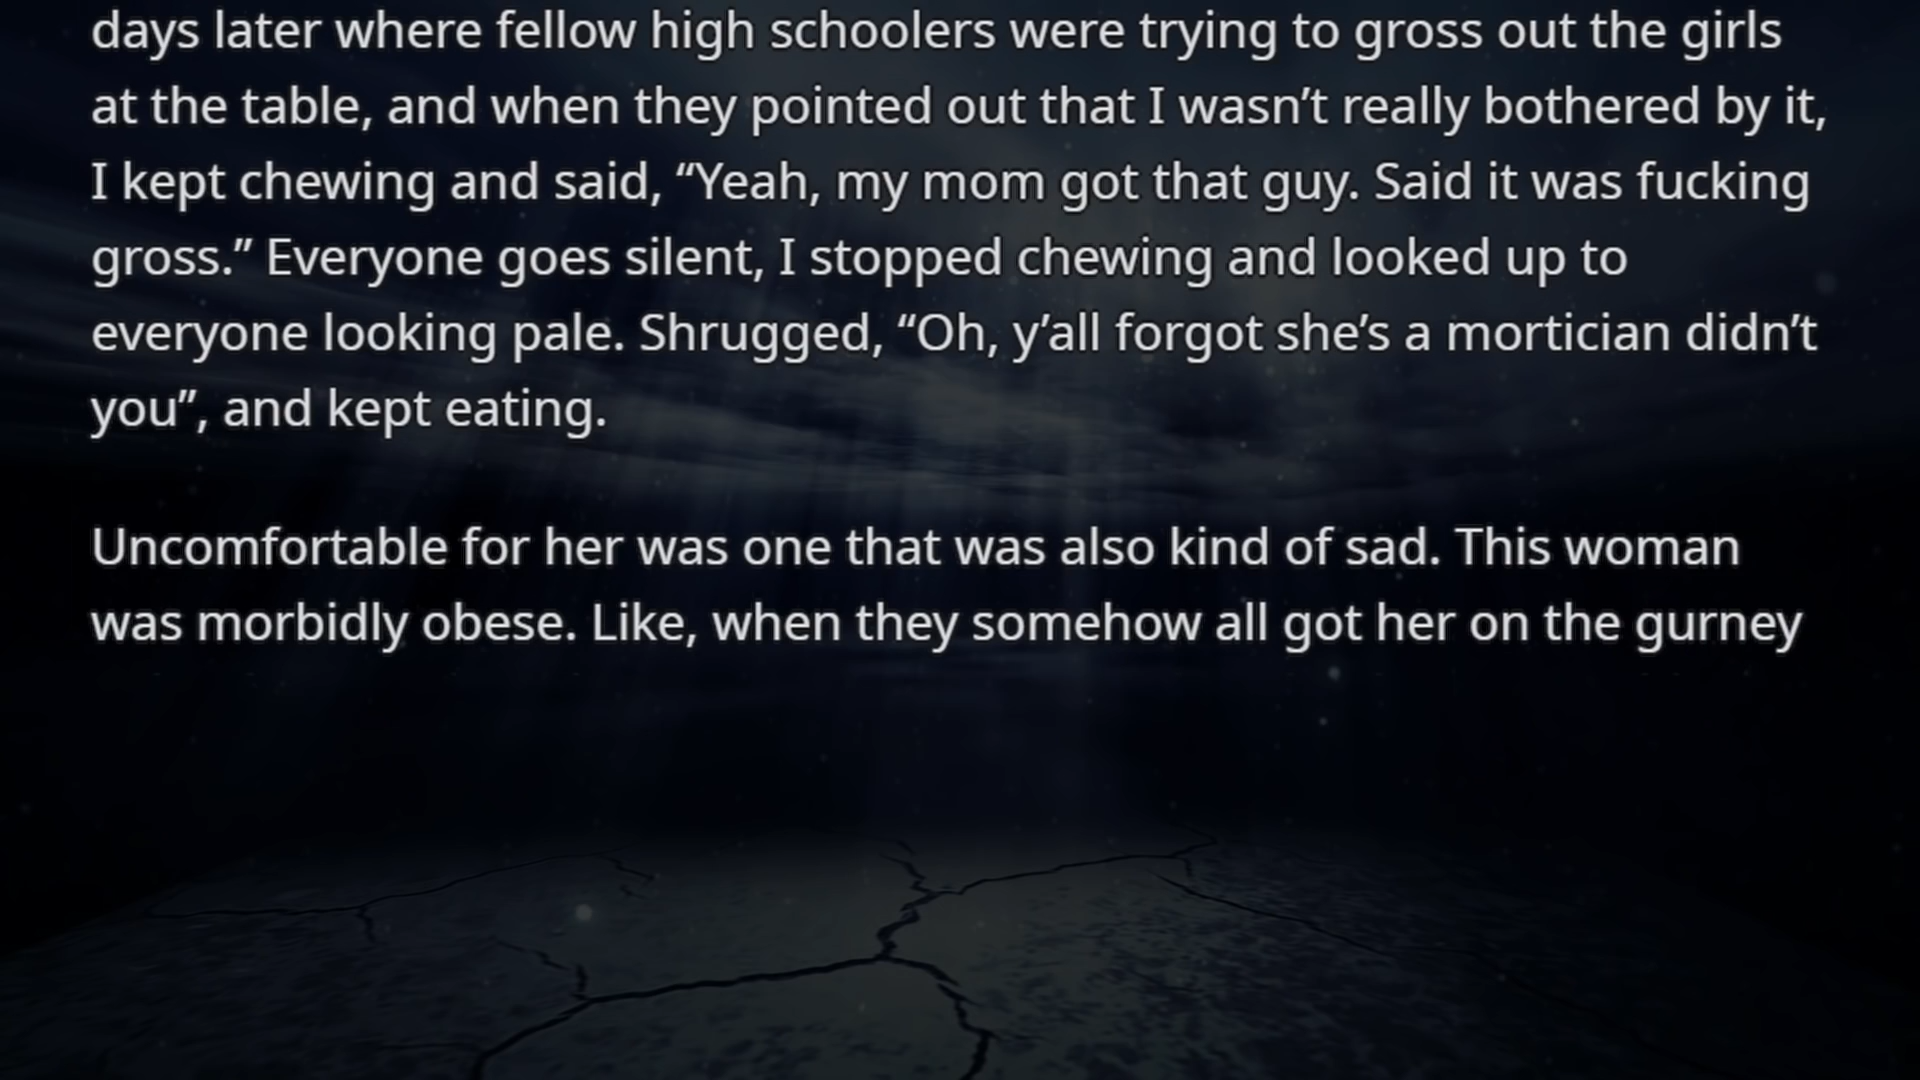 days later where fellow high schoolers were trying to gross out the girls
at the table, and when they pointed out that I wasn’t really bothered by it,
I kept chewing and said, “Yeah, my mom got that guy. Said it was fucking
gross.” Everyone goes silent, I stopped chewing and looked up to
everyone looking pale. Shrugged, “Oh, y’all forgot she’s a mortician didn’t
you”, and kept eating.
Uncomfortable for her was one that was also kind of sad. This woman
was morbidly obese. Like, when they somehow all got her on the gurney